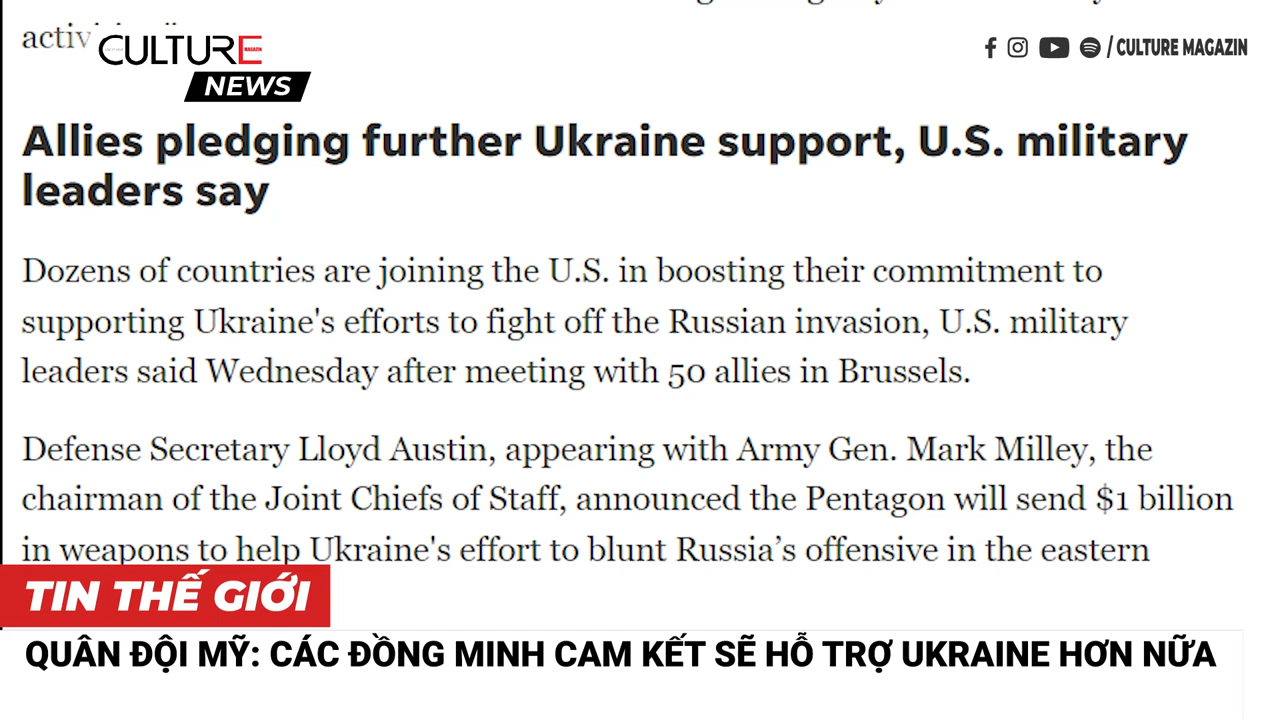 activ
CULTURE
MAGAZIN
NEWS
/ CULTURE MAGAZIN
Allies pledging further Ukraine support, U.S. military
leaders say
Dozens of countries are joining the U.S. in boosting their commitment to
supporting Ukraine's efforts to fight off the Russian invasion, U.S. military
leaders said Wednesday after meeting with 50 allies in Brussels.
Defense Secretary Lloyd Austin, appearing with Army Gen. Mark Milley, the
chairman of the Joint Chiefs of Staff, announced the Pentagon will send $1 billion
in weapons to help Ukraine's effort to blunt Russia’s offensive in the eastern
TIN THẾ GIỚI
QUÂN ĐỘI MỸ: CÁC ĐỒNG MINH CAM KẾT SẼ HỖ TRỢ UKRAINE HƠN NỮA